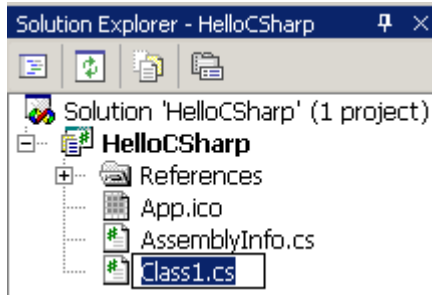 Solution Explorer - HelloCSharp
Solution 'HelloCSharp' (1 project)
HelloCSharp
References
App.ico
AssemblyInfo.cs
Class1.cs